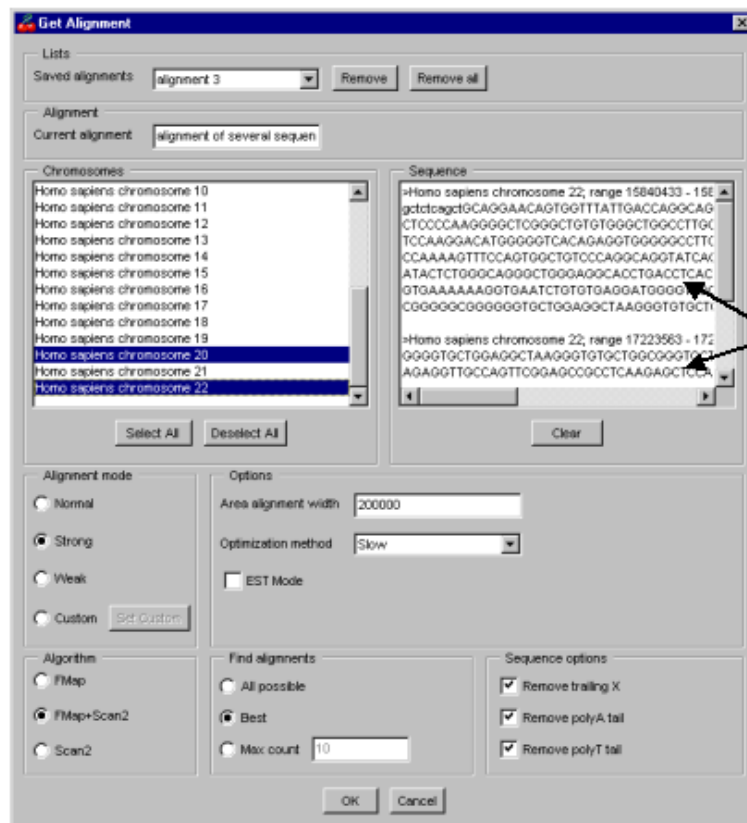 Get Alignment
Lists
Saved alignments alignment 3 Remove Remove all
Alignment
Current alignment alignment of several sequen
Chromosomes
Homo sapiens chromosome 10
Homo sapiens chromosome 11
Homo sapiens chromosome 12
Homo sapiens chromosome 13
Homo sapiens chromosome 14
Homo sapiens chromosome 15
Homo sapiens chromosome 16
Homo sapiens chromosome 17
Homo sapiens chromosome 18
Homo sapiens chromosome 19
Homo sapiens chromosome 20
Homo sapiens chromosome 21
Homo sapiens chromosome 22
Select All Deselect All
Sequence
>Homo sapiens chromosome 22; range 15840433 - 158
gctctcagctGCAGGAACAGTGGTTTATTGACCAGGCAG
CTCCCCAAGGGGCTCGGGCTGTGTGGGCTGGCCTTGC
TCCAAGGACATGGGGGTCACAGAGGTGGGGGCCTTC
CCAAAAGTTTCCAGTGGCTGTCCCAGGCAGGTATCAG
ATACTCTGGGCAGGGCTGGGAGGCACCTGACCTCAC
GTGAAAAAAGGTGAATCTGTGTGAGGATGGGG
CGGGGGCGGGGGGTGCTGGAGGCTAAGGGTGTGCT
>Homo sapiens chromosome 22; range 17223563 - 172
GGGGTGCTGGAGGCTAAGGGTGTGCTGGCGGGTGCT
AGAGGTTGCCAGTTCGGAGCCGCCTCAAGAGCTCCA
Clear
Alignment mode
Normal
Strong
Weak
Custom Set Custom
Options
Area alignment width 200000
Optimization method Slow
EST Mode
Algorithm
FMap
FMap+Scan2
Scan2
Find alignments
All possible
Best
Max count 10
Sequence options
Remove trailing X
Remove polyA tail
Remove polyT tail
OK Cancel